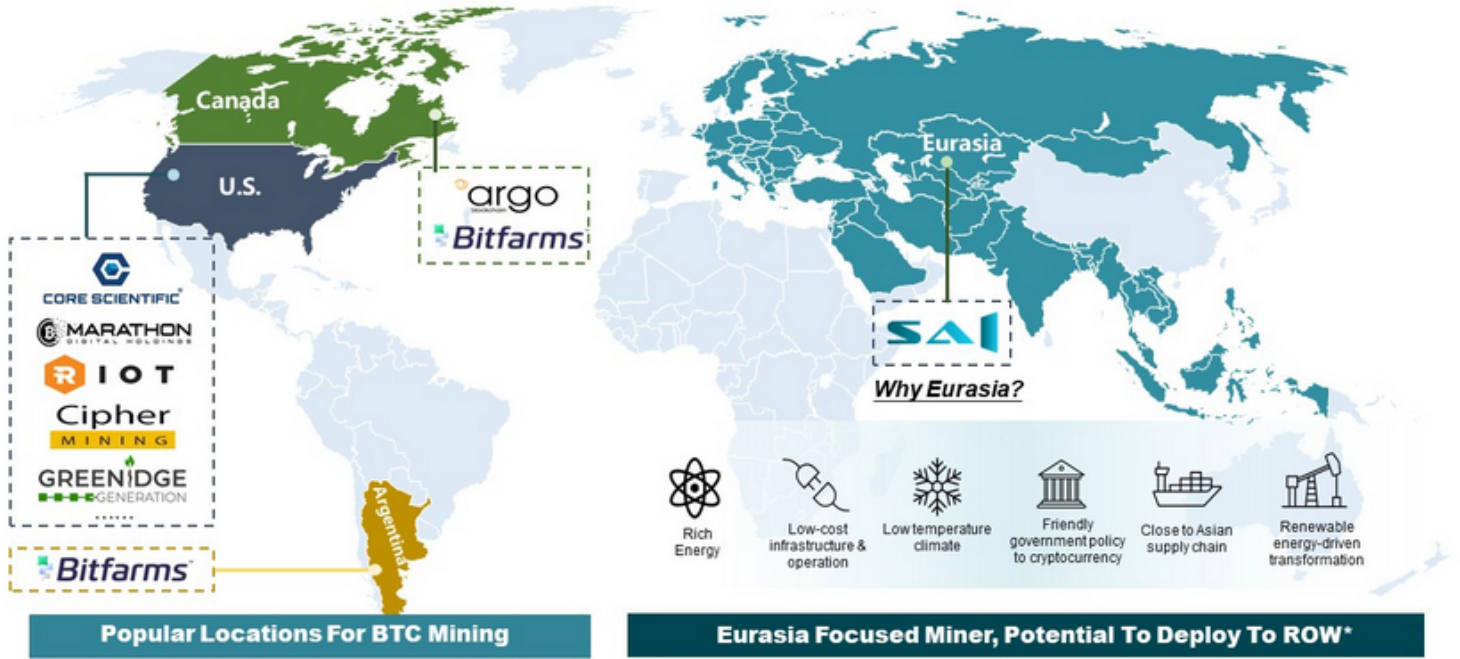 Canada
U.S.
argo
blockchain
Bitfarms
CORE SCIENTIFIC®
MARATHON
DIGITAL HOLDINGS
RIOT
Cipher
MINING
GREENIDGE
GENERATION
......
Bitfarms
Argentina
Popular Locations For BTC Mining
Eurasia
SAI
Why Eurasia?
Rich
Energy
Low-cost
infrastructure &
operation
Low temperature
climate
Friendly
government policy
to cryptocurrency
Close to Asian
supply chain
Renewable
energy-driven
transformation
Eurasia Focused Miner, Potential To Deploy To ROW*